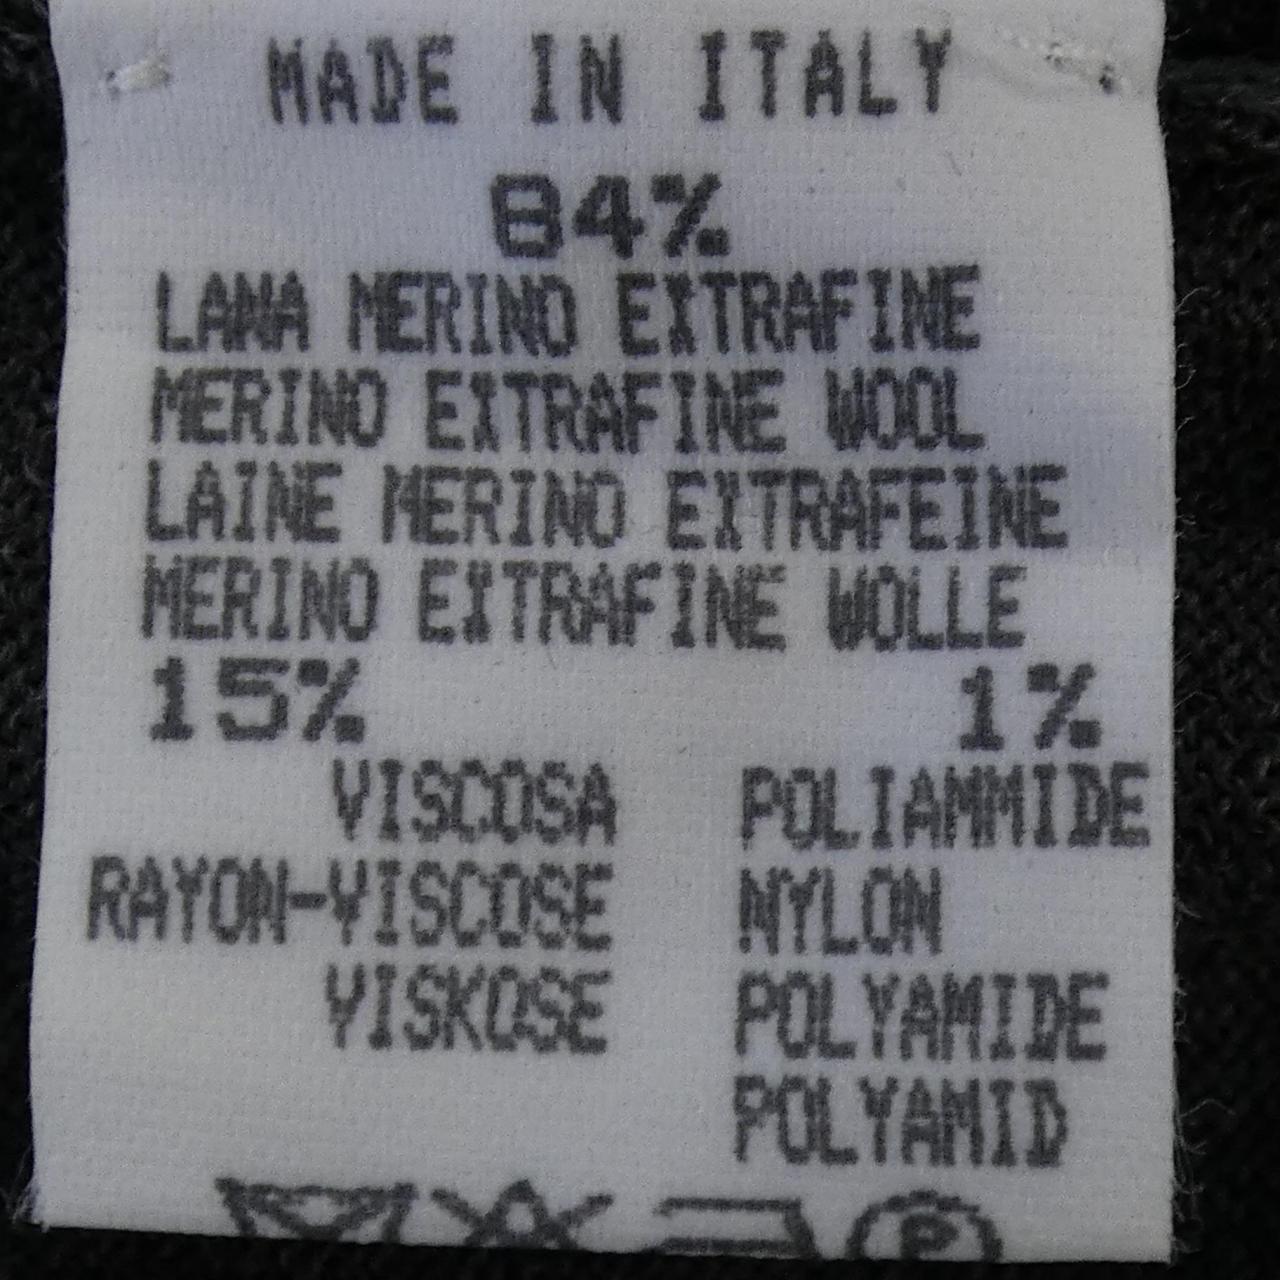 MADE IN ITALY
84%
LANA MERINO EXTRAFINE
MERINO EXTRAFINE WOOL
LAINE MERINO EXTRAFEINE
MERINO EXTRAFINE WOLLE
15% 1%
VISCOSA POLIAMMIDE
RAYON-VISCOSE NYLON
VISKOSE POLYAMIDE
POLYAMID
P